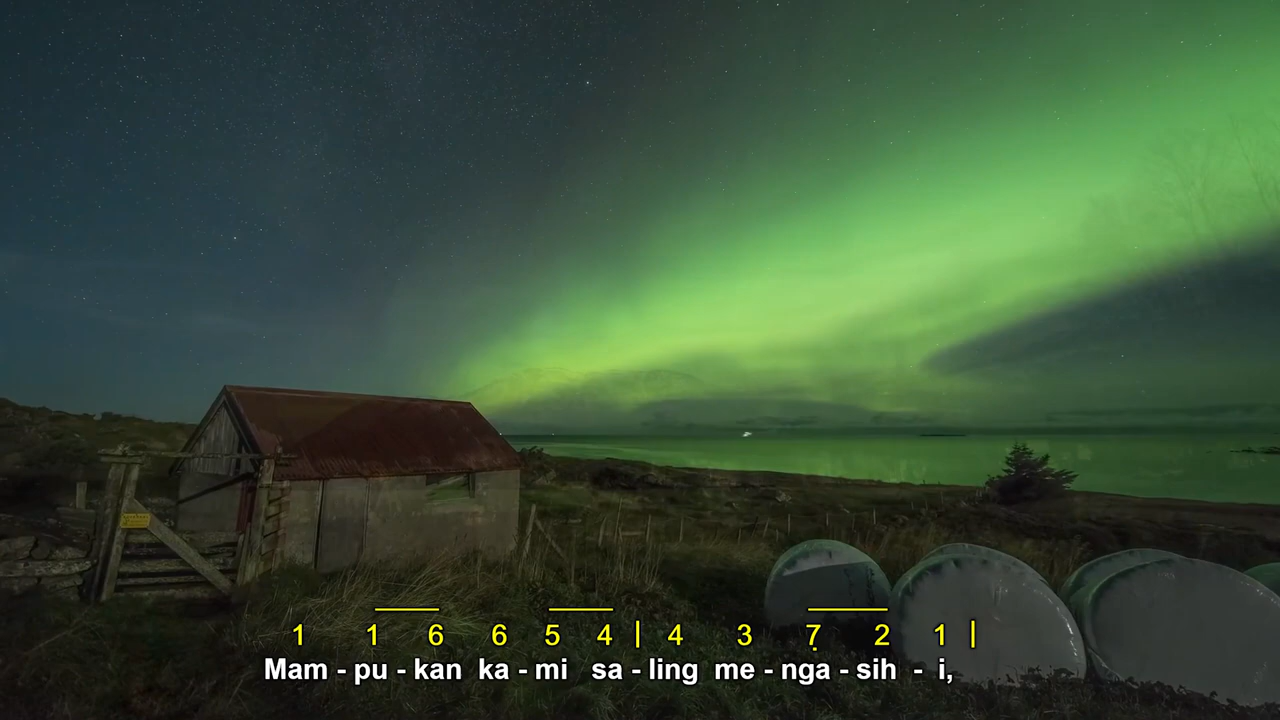 1 1 6 6 5 4 | 4 3 7̣ 2 1 |
Mam - pu - kan ka - mi sa - ling me - nga - sih - i,